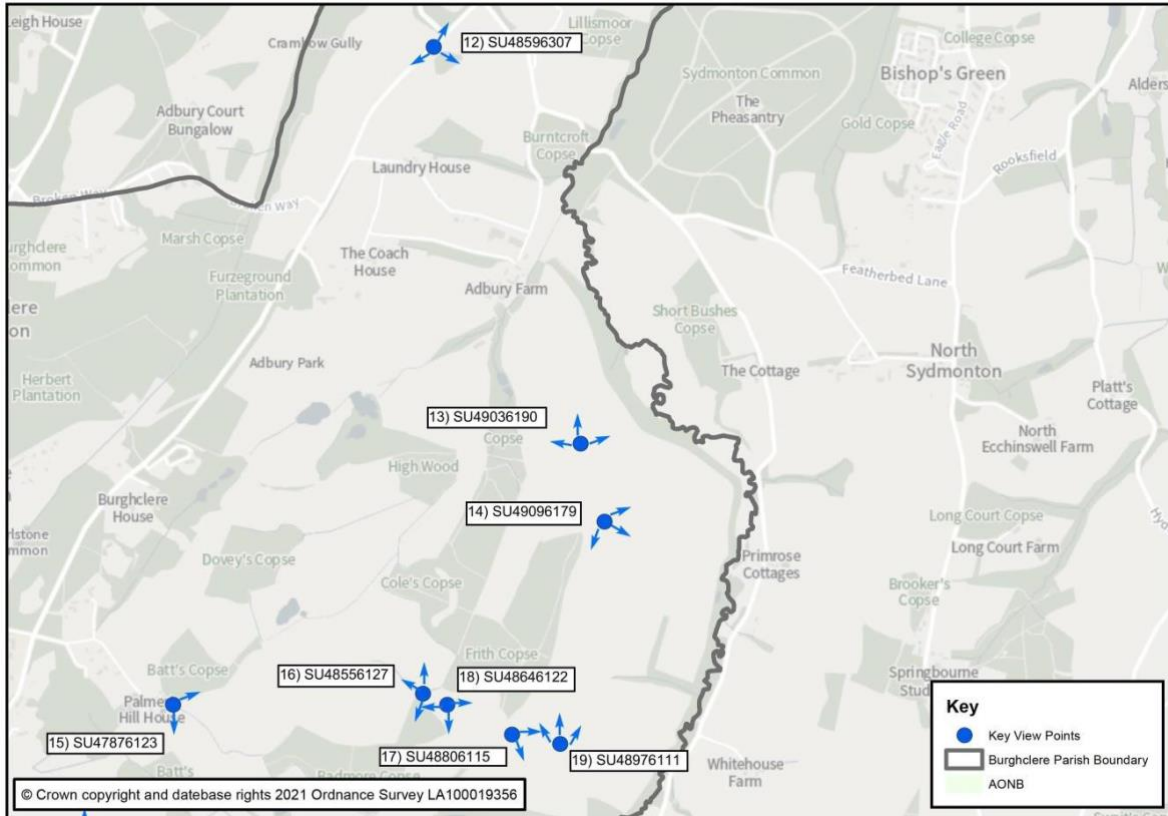 Leigh House
Crambow Gully
12) SU48596307
Lillismoor
Copse
College Copse
Bishop's Green
Sydmonton Common
The
Pheasantry
Adbury Court
Bungalow
Gold Copse
Eagle Road
Burntcroft
Copse
Laundry House
Rooksfield
Broken Way
Marsh Copse
Common
The Coach
House
Furzeground
Plantation
Adbury Farm
Featherbed Lane
Short Bushes
Copse
North
Sydmonton
Adbury Park
The Cottage
Herbert
Plantation
Platt's
Cottage
13) SU49036190
Copse
North
Ecchinswell Farm
High Wood
Burghclere
House
14) SU49096179
Long Court Copse
Long Court Farm
Dovey's Copse
Primrose
Cottages
Cole's Copse
Brooker's
Copse
Batt's Copse
Frith Copse
16) SU48556127
18) SU48646122
Springbourne
Palmers
Hill House
15) SU47876123
17) SU48806115
19) SU48976111
Whitehouse
Farm
Batt's
Radmore Copse
Key
Key View Points
Burghclere Parish Boundary
AONB
© Crown copyright and datebase rights 2021 Ordnance Survey LA100019356